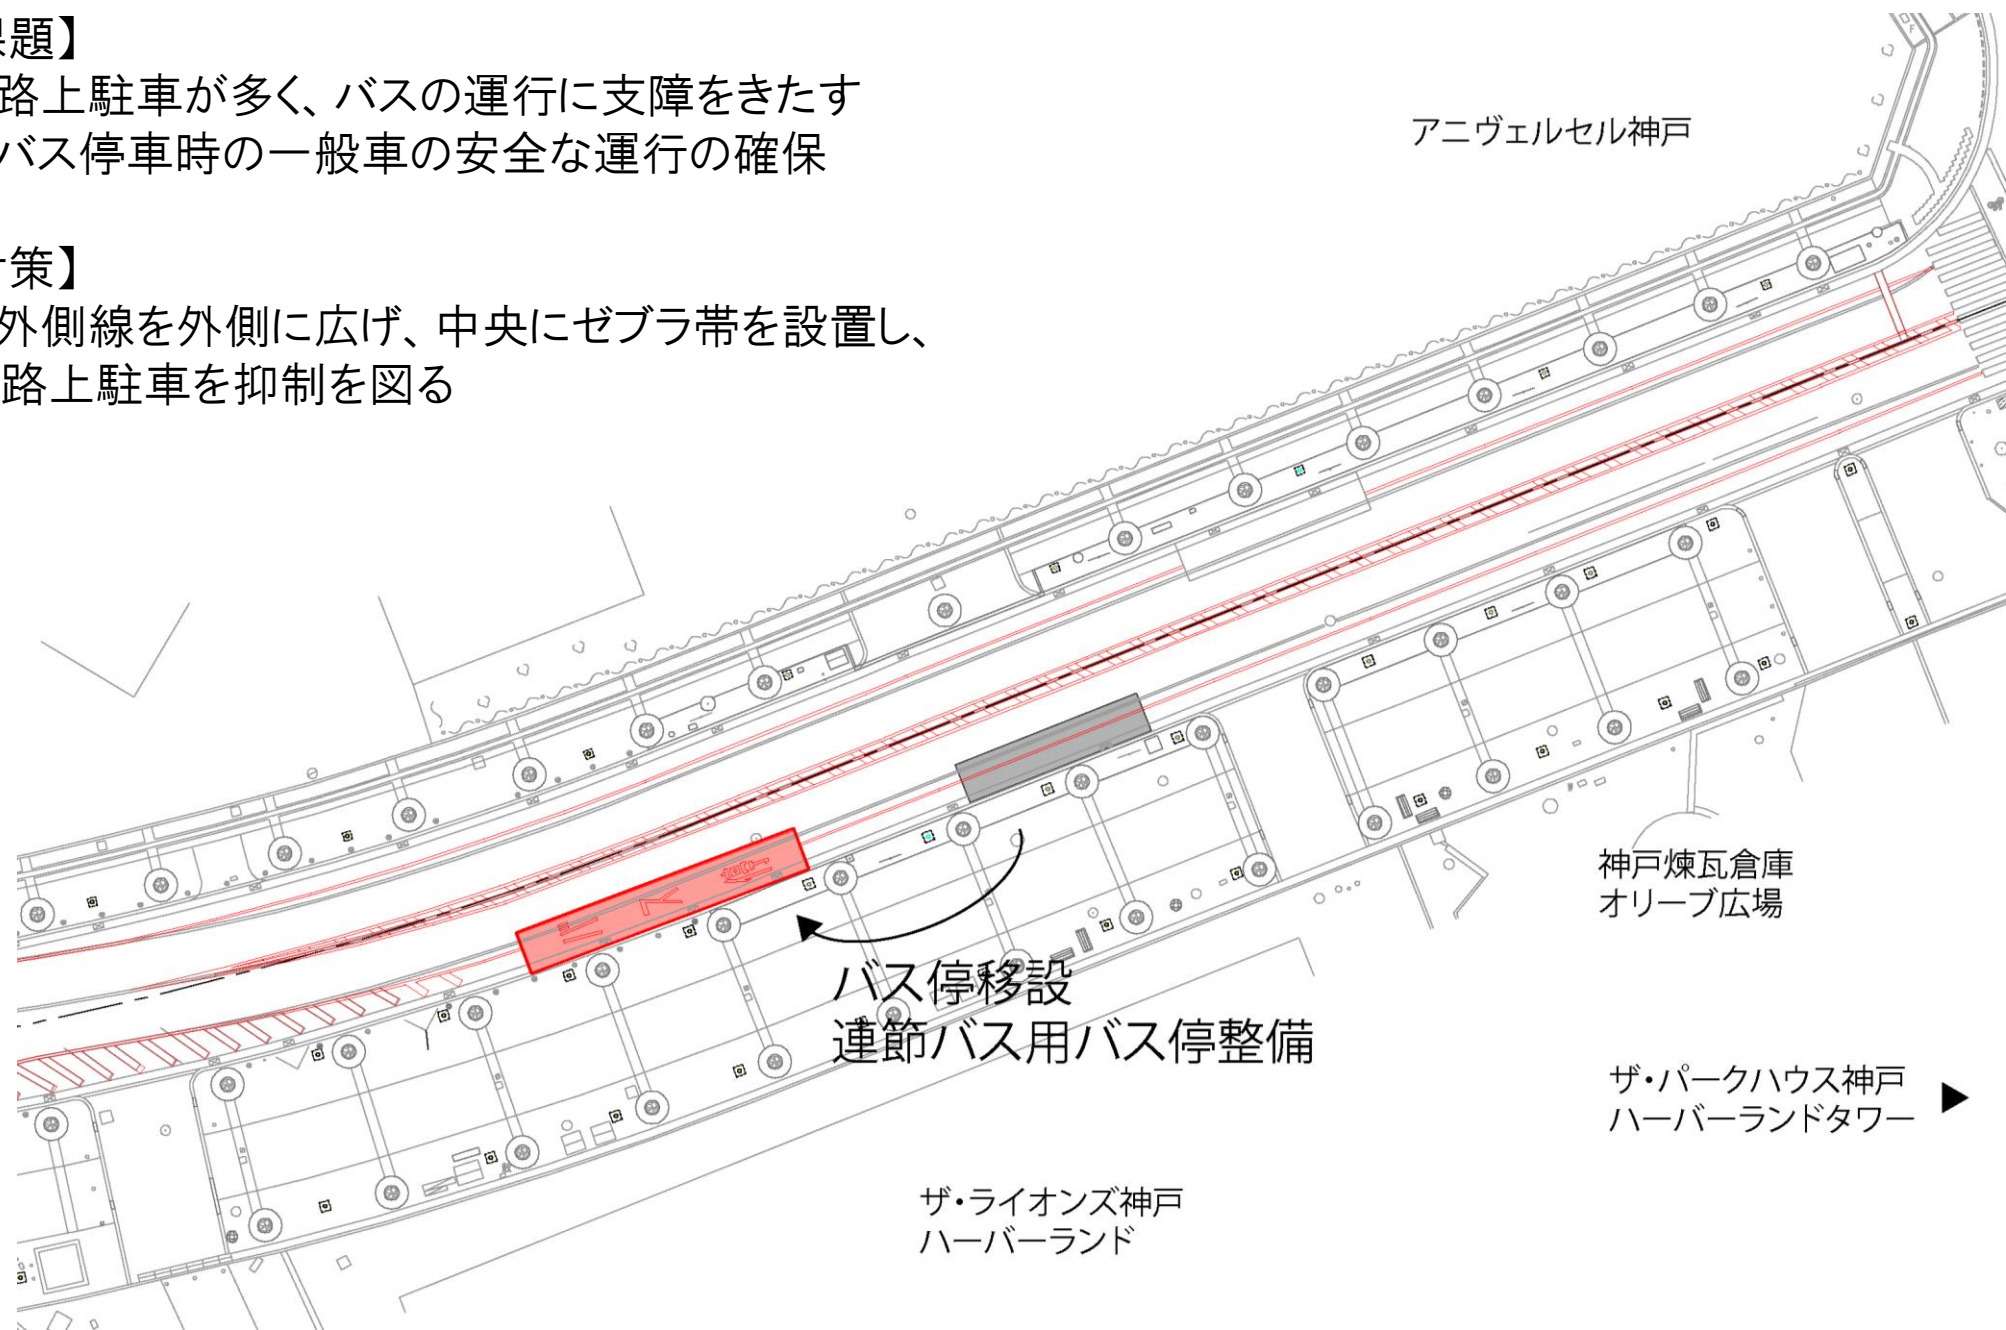 題】
路上駐車が多く、バスの運行に支障をきたす
バス停車時の一般車の安全な運行の確保
策】
外側線を外側に広げ、中央にゼブラ帯を設置し、
路上駐車を抑制を図る
アニヴェルセル神戸
バス停
バス停移設
連節バス用バス停整備
神戸煉瓦倉庫
オリーブ広場
ザ・パークハウス神戸
ハーバーランドタワー
ザ・ライオンズ神戸
ハーバーランド